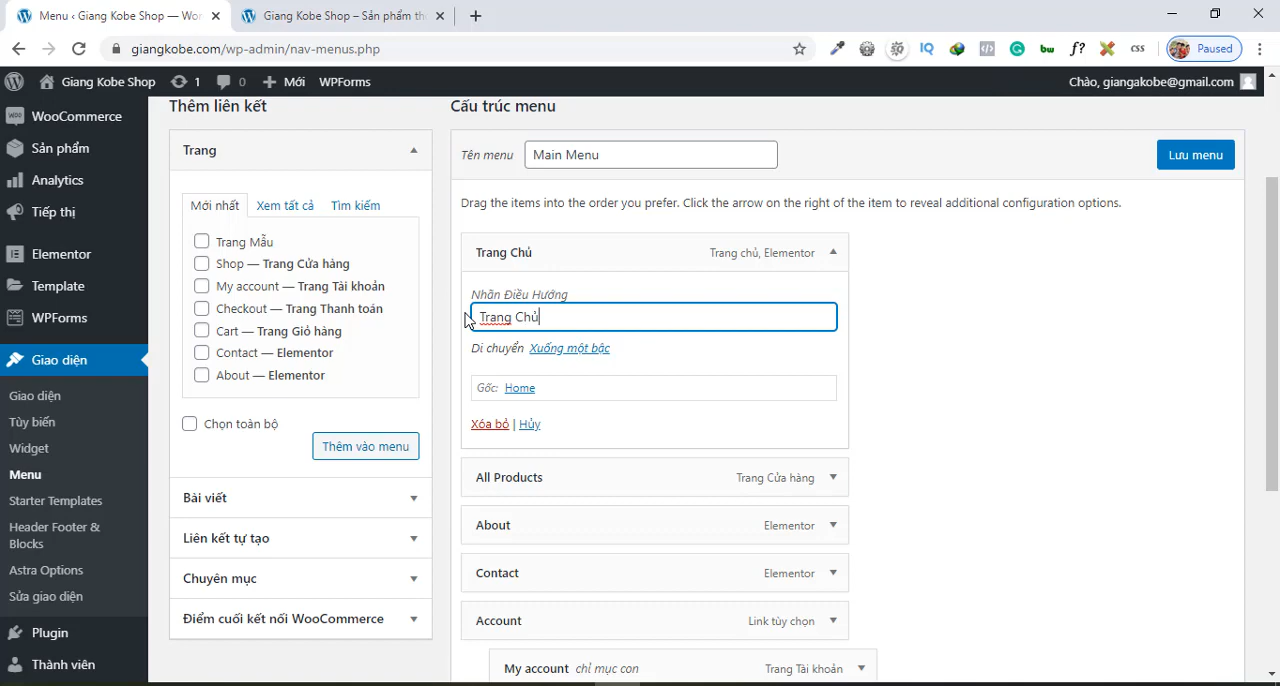 Menu ‹ Giang Kobe Shop — Wo
Giang Kobe Shop – Sản phẩm th
giangkobe.com/wp-admin/nav-menus.php
IQ
bw
f?
css
Paused
Giang Kobe Shop
1
0
Mới
WPForms
Chào, giangakobe@gmail.com
WooCommerce
Sản phẩm
Analytics
Tiếp thị
Elementor
Template
WPForms
Giao diện
Giao diện
Tùy biến
Widget
Menu
Starter Templates
Header Footer &
Blocks
Astra Options
Sửa giao diện
Plugin
Thành viên
Thêm liên kết
Trang
Mới nhất
Xem tất cả
Tìm kiếm
Trang Mẫu
Shop — Trang Cửa hàng
My account — Trang Tài khoản
Checkout — Trang Thanh toán
Cart — Trang Giỏ hàng
Contact — Elementor
About — Elementor
Chọn toàn bộ
Thêm vào menu
Bài viết
Liên kết tự tạo
Chuyên mục
Điểm cuối kết nối WooCommerce
Cấu trúc menu
Tên menu
Main Menu
Lưu menu
Drag the items into the order you prefer. Click the arrow on the right of the item to reveal additional configuration options.
Trang Chủ
Trang chủ, Elementor
Nhãn Điều Hướng
Trang Chủ
Di chuyển Xuống một bậc
Gốc: Home
Xóa bỏ | Hủy
All Products
Trang Cửa hàng
About
Elementor
Contact
Elementor
Account
Link tùy chọn
My account chỉ mục con
Trang Tài khoản